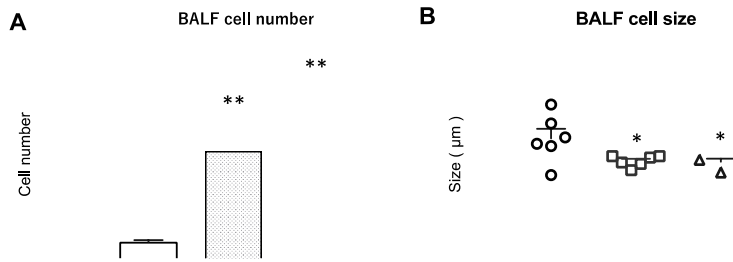 A
BALF cell number
**
**
Cell number
B
BALF cell size
*
*
Size ( μm )